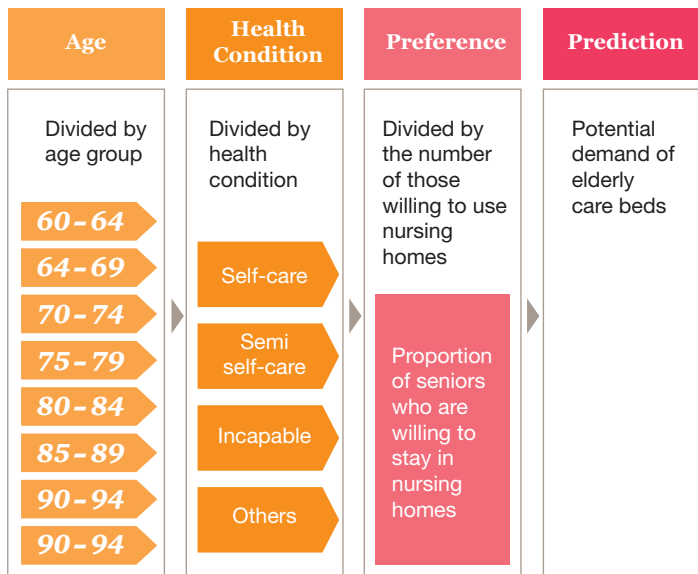 Age
Divided by
age group
60–64
64–69
70–74
75–79
80–84
85–89
90–94
90–94
Health
Condition
Divided by
health
condition
Self-care
Semi
self-care
Incapable
Others
Preference
Divided by
the number
of those
willing to use
nursing
homes
Proportion
of seniors
who are
willing to
stay in
nursing
homes
Prediction
Potential
demand of
elderly
care beds